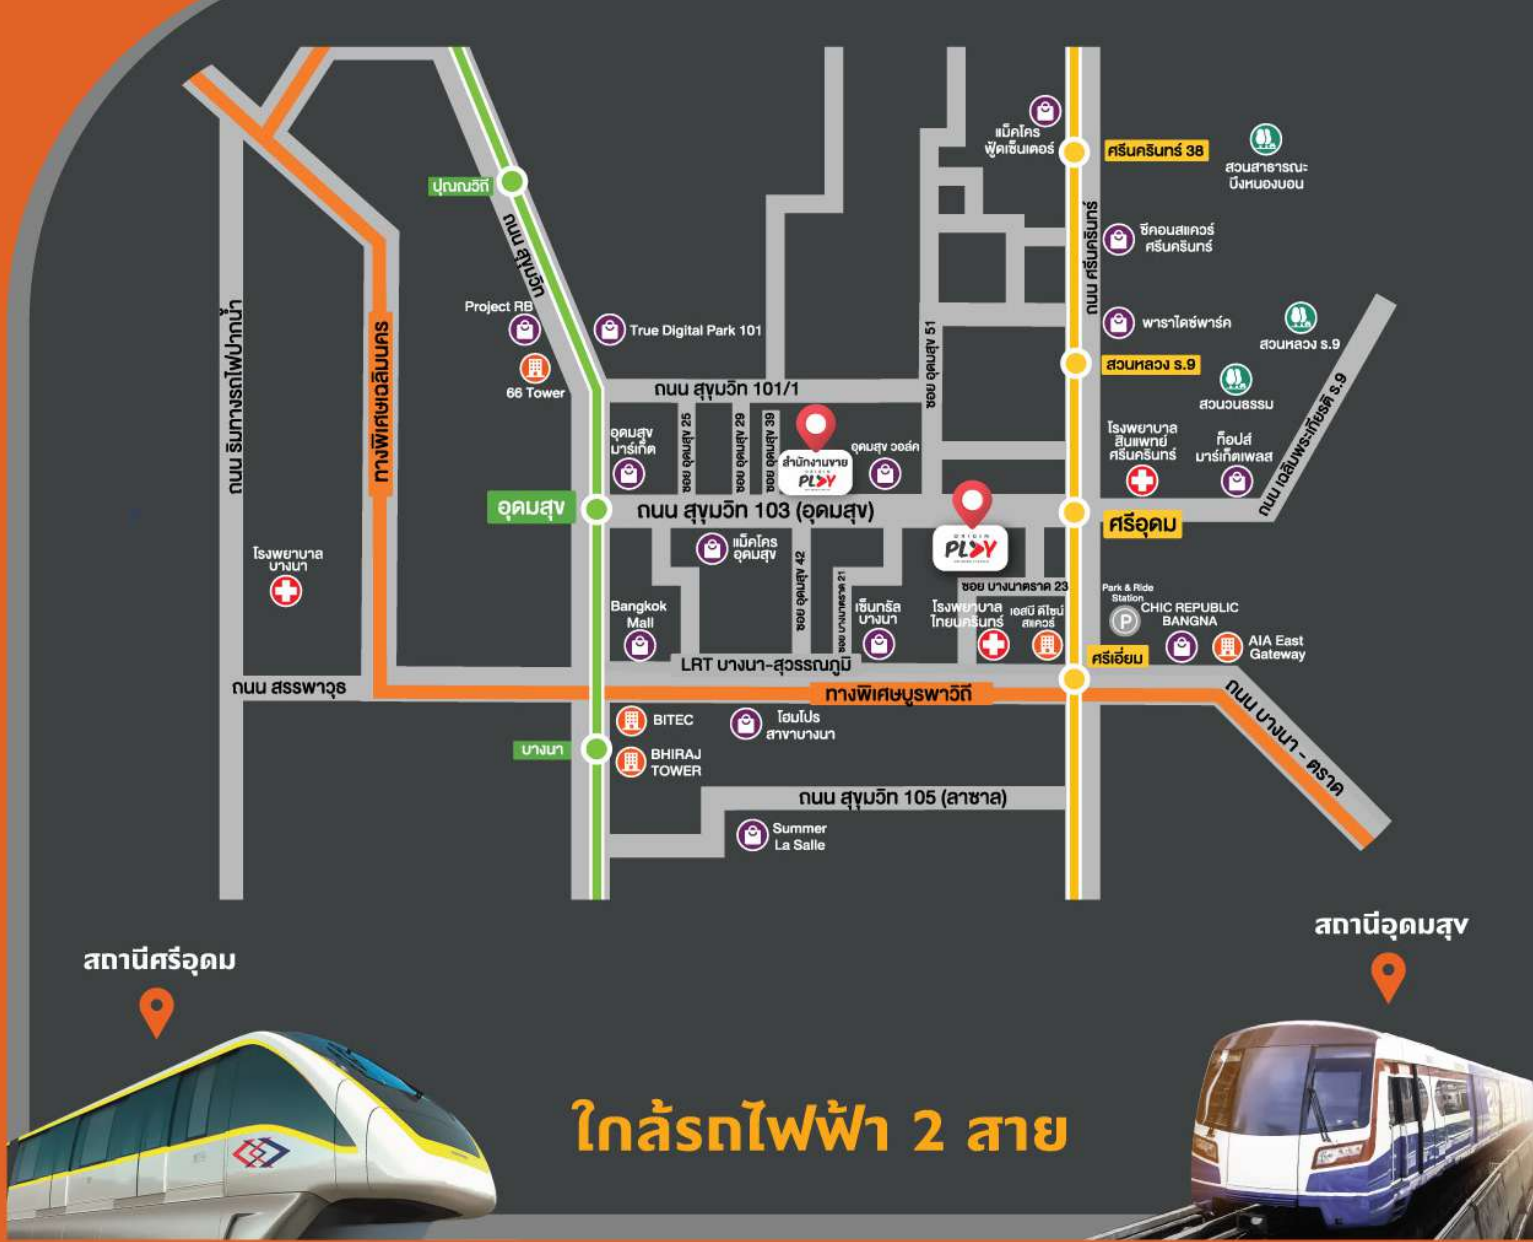 แม็คโคร
ฟู้ดเซ็นเตอร์
ศรีนครินทร์ 38
สวนสาธารณะ
บึงหนองบอน
ปุณณวิถี
ถนน สุขุมวิท
ถนน ศรีนครินทร์
ซีคอนสแควร์
ศรีนครินทร์
Project RB
True Digital Park 101
พาราไดซ์พาร์ค
สวนหลวง ร.9
66 Tower
สวนหลวง ร.9
สวนวนธรรม
ถนน ริมทางรถไฟปากน้ำ
ทางพิเศษเฉลิมนคร
ถนน สุขุมวิท 101/1
ซอย อุดมสุข 51
ถนน เฉลิมพระเกียรติ ร.9
อุดมสุข
มาร์เก็ต
ซอย อุดมสุข 25
ซอย อุดมสุข 29
ซอย อุดมสุข 39
สำนักงานขาย
ORIGIN
PLAY
อุดมสุข วอล์ค
โรงพยาบาล
สินแพทย์
ศรีนครินทร์
ท็อปส์
มาร์เก็ตเพลส
อุดมสุข
ถนน สุขุมวิท 103 (อุดมสุข)
ORIGIN
PLAY
ศรีอุดม
โรงพยาบาล
บางนา
แม็คโคร
อุดมสุข
ซอย อุดมสุข 42
ซอย บางนาตราด 21
ซอย บางนาตราด 23
Bangkok
Mall
เซ็นทรัล
บางนา
โรงพยาบาล
ไทยนครินทร์
เอสบี ดีไซน์
สแควร์
Park & Ride
Station
P
CHIC REPUBLIC
BANGNA
AIA East
Gateway
ศรีเอี่ยม
LRT บางนา-สุวรรณภูมิ
ถนน สรรพาวุธ
ทางพิเศษบูรพาวิถี
ถนน บางนา - ตราด
BITEC
โฮมโปร
สาขาบางนา
บางนา
BHIRAJ
TOWER
ถนน สุขุมวิท 105 (ลาซาล)
Summer
La Salle
สถานีศรีอุดม
สถานีอุดมสุข
ใกล้รถไฟฟ้า 2 สาย